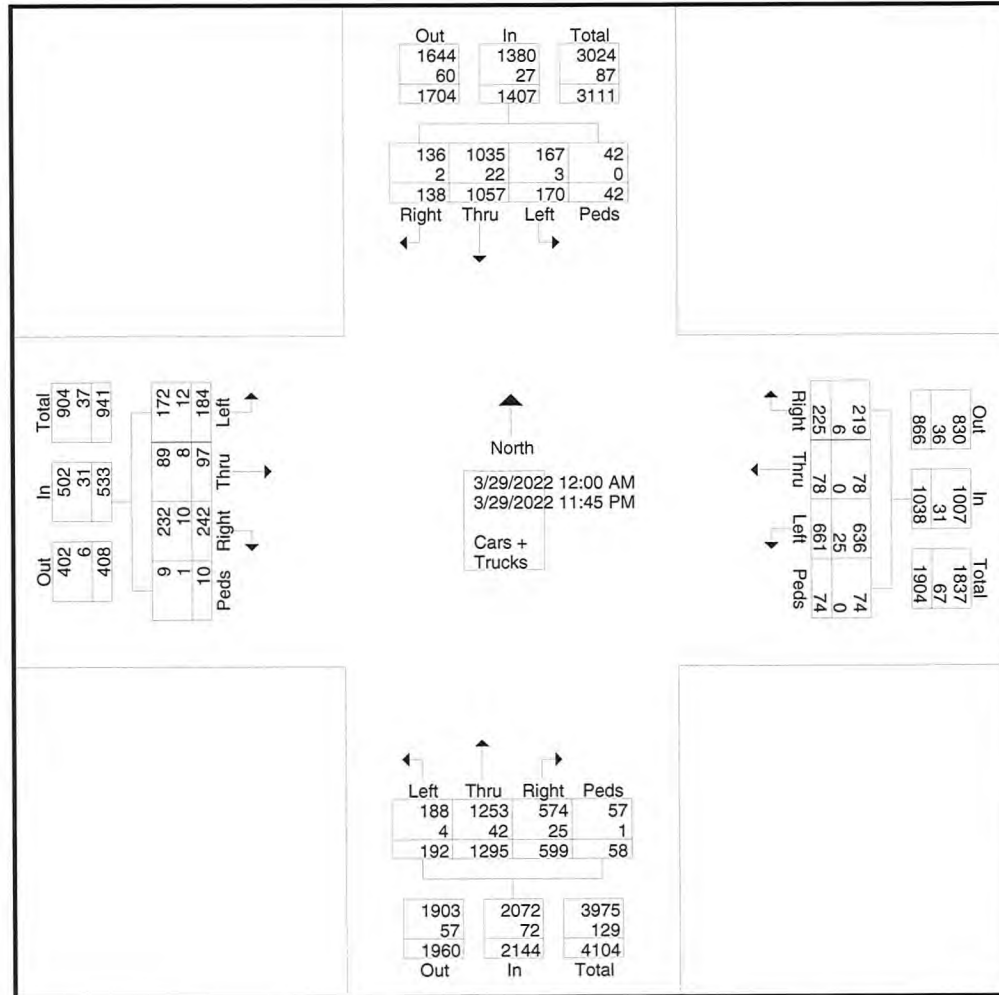 Out In Total
1644 1380 3024
60 27 87
1704 1407 3111
136 1035 167 42
2 22 3 0
138 1057 170 42
Right Thru Left Peds
Total In Out
904 502 402
37 31 6
941 533 408
172 89 232 9
12 8 10 1
184 97 242 10
Left Thru Right Peds
North
3/29/2022 12:00 AM
3/29/2022 11:45 PM
Cars +
Trucks
Out In Total
830 1007 1837
36 31 67
866 1038 1904
219 78 636 74
6 0 25 0
225 78 661 74
Right Thru Left Peds
Left Thru Right Peds
188 1253 574 57
4 42 25 1
192 1295 599 58
1903 2072 3975
57 72 129
1960 2144 4104
Out In Total